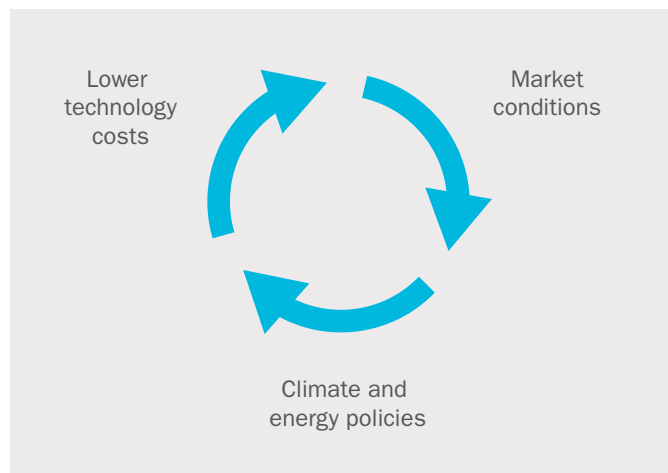 Lower
technology
costs
Market
conditions
Climate and
energy policies